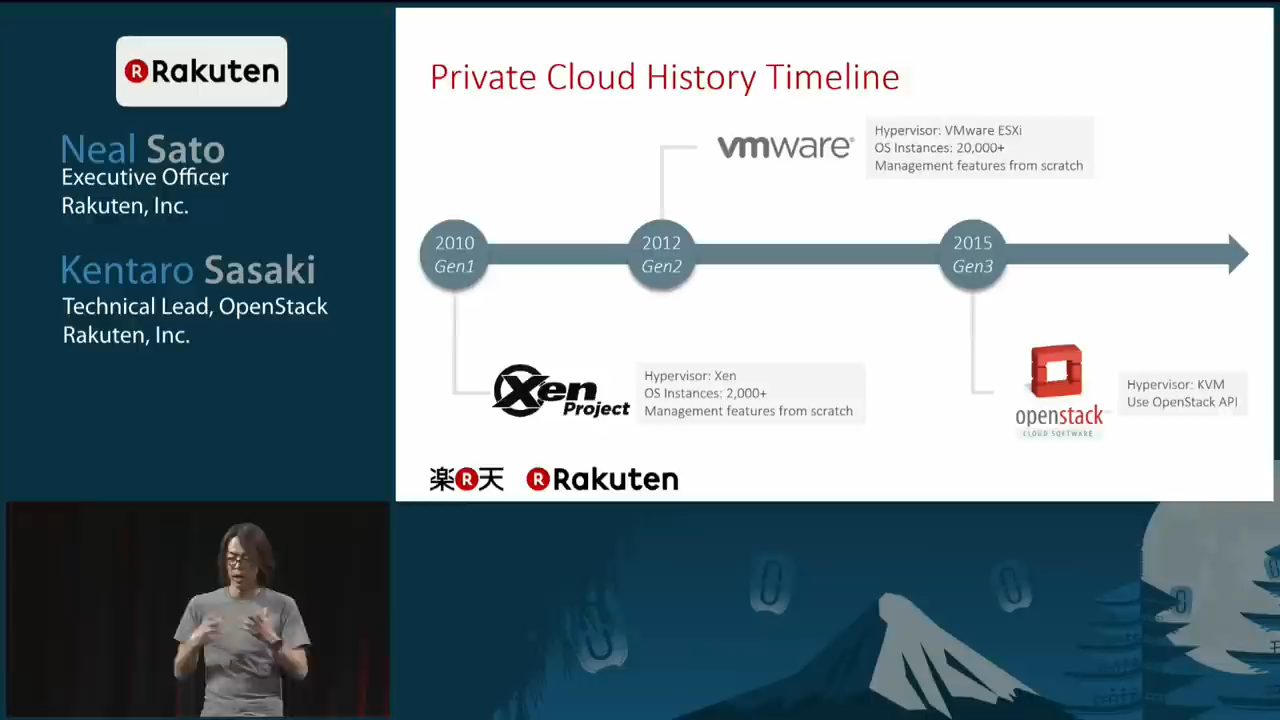 Rakuten
Neal Sato
Executive Officer
Rakuten, Inc.
Kentaro Sasaki
Technical Lead, OpenStack
Rakuten, Inc.
Private Cloud History Timeline
vmware®
Hypervisor: VMware ESXi
OS Instances: 20,000+
Management features from scratch
2010
Gen1
2012
Gen2
2015
Gen3
Xen
Project
Hypervisor: Xen
OS Instances: 2,000+
Management features from scratch
openstack
CLOUD SOFTWARE
Hypervisor: KVM
Use OpenStack API
楽R天 R Rakuten